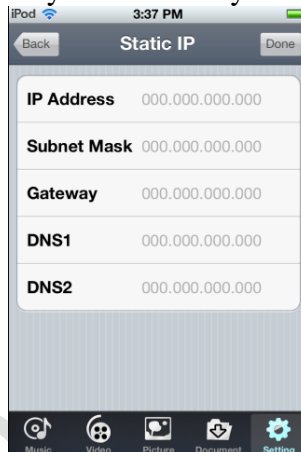 iPod 3:37 PM
Back Static IP Done
IP Address 000.000.000.000
Subnet Mask 000.000.000.000
Gateway 000.000.000.000
DNS1 000.000.000.000
DNS2 000.000.000.000
Music Video Picture Document Setting